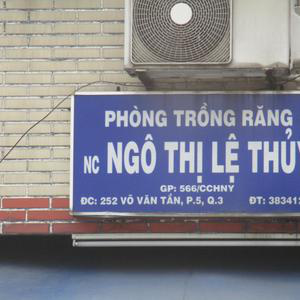 PHÒNG TRỒNG RĂNG
NC NGÔ THỊ LỆ THỦY
GP: 566/CCHNY
ĐC: 252 VÕ VĂN TẦN, P.5, Q.3 ĐT: 38341